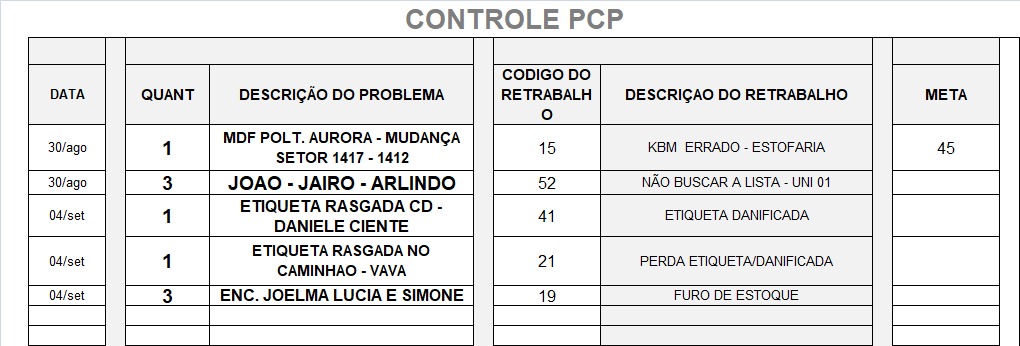 CONTROLE PCP
DATA QUANT DESCRIÇÃO DO PROBLEMA CODIGO DO RETRABALH O DESCRIÇAO DO RETRABALHO META
30/ago 1 MDF POLT. AURORA - MUDANÇA SETOR 1417 - 1412 15 KBM ERRADO - ESTOFARIA 45
30/ago 3 JOAO - JAIRO - ARLINDO 52 NÃO BUSCAR A LISTA - UNI 01
04/set 1 ETIQUETA RASGADA CD - DANIELE CIENTE 41 ETIQUETA DANIFICADA
04/set 1 ETIQUETA RASGADA NO CAMINHAO - VAVA 21 PERDA ETIQUETA/DANIFICADA
04/set 3 ENC. JOELMA LUCIA E SIMONE 19 FURO DE ESTOQUE